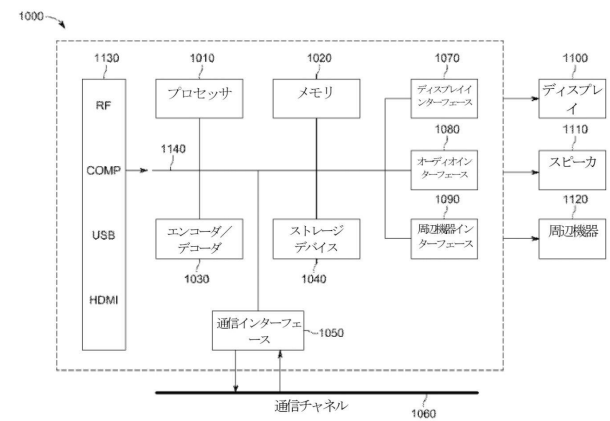 1000
1130
1010
1020
1070
1100
RF
プロセッサ
メモリ
ディスプレイイ
ンターフェース
ディスプレ
イ
1080
1110
1140
COMP
オーディオイン
ターフェース
スピーカ
1090
1120
USB
エンコーダ/
デコーダ
ストレージ
デバイス
周辺機器イン
ターフェース
周辺機器
1030
1040
HDMI
通信インターフェ
ース
1050
通信チャネル
1060